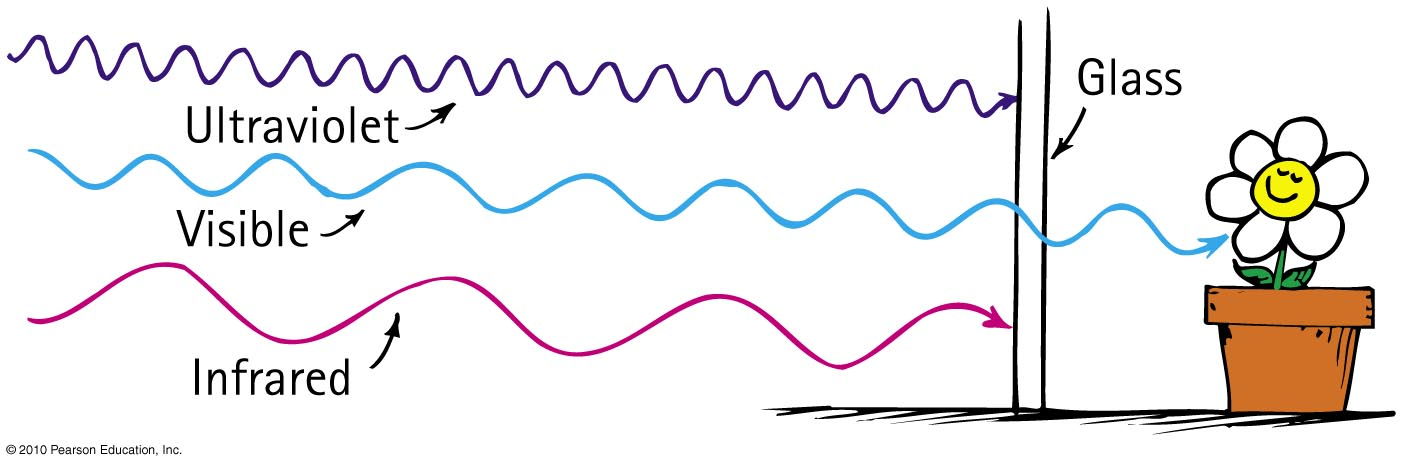 Glass
Ultraviolet
Visible
Infrared
© 2010 Pearson Education, Inc.